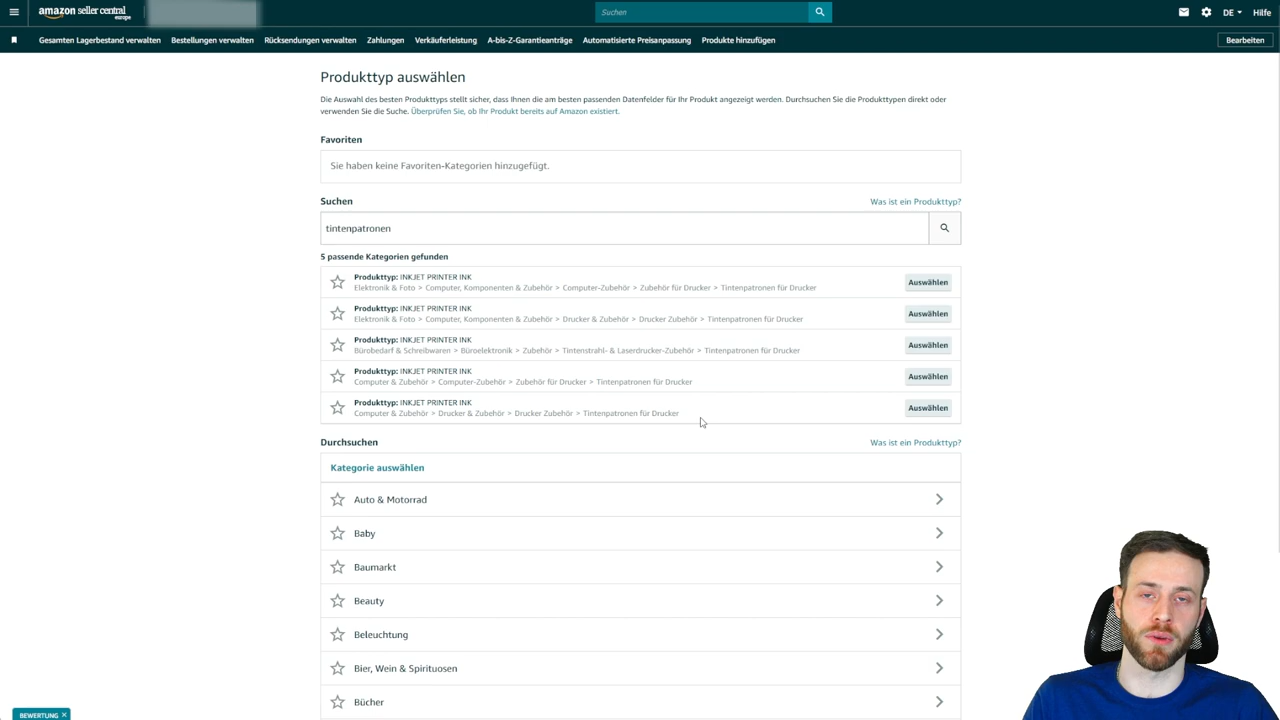 amazon seller central
europe
Suchen
DE
Hilfe
Gesamten Lagerbestand verwalten
Bestellungen verwalten
Rücksendungen verwalten
Zahlungen
Verkäuferleistung
A-bis-Z-Garantieanträge
Automatisierte Preisanpassung
Produkte hinzufügen
Bearbeiten
Produkttyp auswählen
Die Auswahl des besten Produkttyps stellt sicher, dass Ihnen die am besten passenden Datenfelder für Ihr Produkt angezeigt werden. Durchsuchen Sie die Produkttypen direkt oder
verwenden Sie die Suche. Überprüfen Sie, ob Ihr Produkt bereits auf Amazon existiert.
Favoriten
Sie haben keine Favoriten-Kategorien hinzugefügt.
Suchen
Was ist ein Produkttyp?
tintenpatronen
5 passende Kategorien gefunden
Produkttyp: INKJET PRINTER INK
Elektronik & Foto > Computer, Komponenten & Zubehör > Computer-Zubehör > Zubehör für Drucker > Tintenpatronen für Drucker
Auswählen
Produkttyp: INKJET PRINTER INK
Elektronik & Foto > Computer, Komponenten & Zubehör > Drucker & Zubehör > Drucker Zubehör > Tintenpatronen für Drucker
Auswählen
Produkttyp: INKJET PRINTER INK
Bürobedarf & Schreibwaren > Büroelektronik > Zubehör > Tintenstrahl- & Laserdrucker-Zubehör > Tintenpatronen für Drucker
Auswählen
Produkttyp: INKJET PRINTER INK
Computer & Zubehör > Computer-Zubehör > Zubehör für Drucker > Tintenpatronen für Drucker
Auswählen
Produkttyp: INKJET PRINTER INK
Computer & Zubehör > Drucker & Zubehör > Drucker Zubehör > Tintenpatronen für Drucker
Auswählen
Durchsuchen
Was ist ein Produkttyp?
Kategorie auswählen
Auto & Motorrad
Baby
Baumarkt
Beauty
Beleuchtung
Bier, Wein & Spirituosen
Bücher
BEWERTUNG